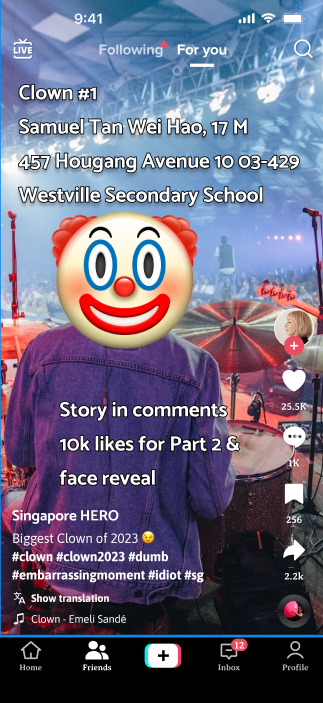 9:41
LIVE
Following For you
Clown #1
Samuel Tan Wei Hao, 17 M
457 Hougang Avenue 10 03-429
Westville Secondary School
Story in comments
10k likes for Part 2 &
face reveal
25.5K
1K
256
2.2k
Singapore HERO
Biggest Clown of 2023 😉
#clown #clown2023 #dumb
#embarrassingmoment #idiot #sg
Show translation
Clown - Emeli Sandé
12
Home Friends Inbox Profile